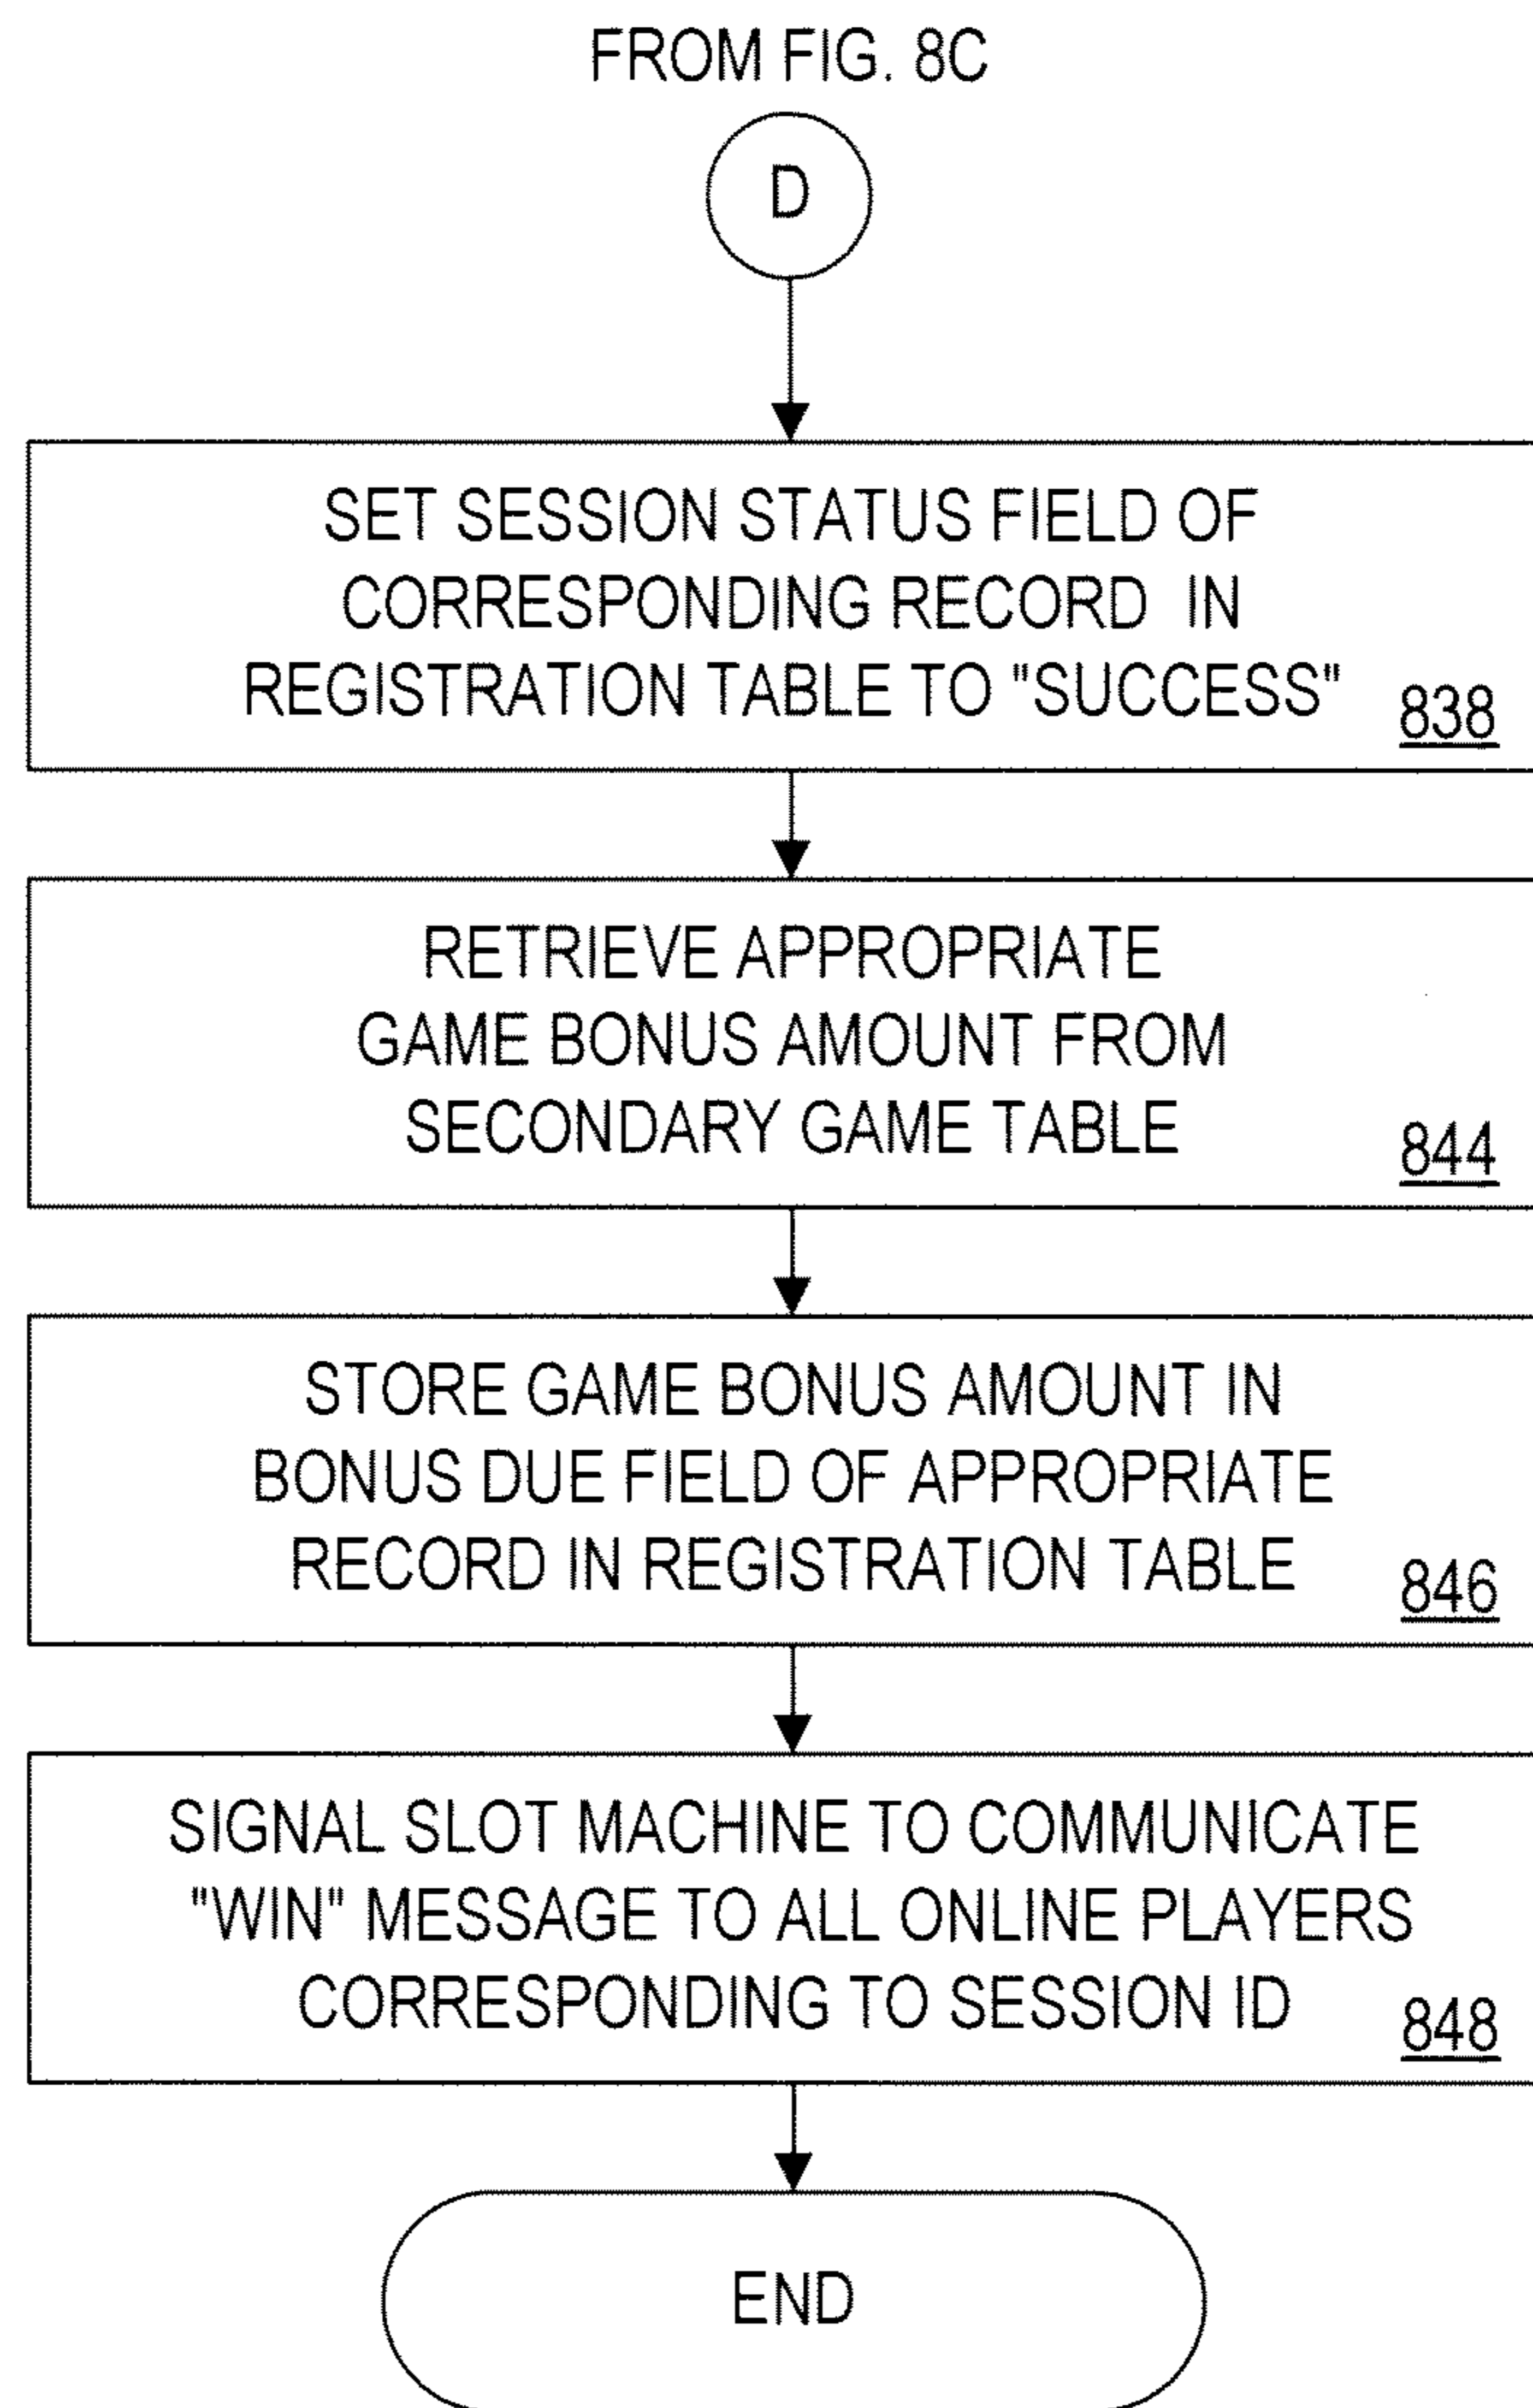 FROM FIG. 8C
D
SET SESSION STATUS FIELD OF
CORRESPONDING RECORD IN
REGISTRATION TABLE TO "SUCCESS"
838
RETRIEVE APPROPRIATE
GAME BONUS AMOUNT FROM
SECONDARY GAME TABLE
844
STORE GAME BONUS AMOUNT IN
BONUS DUE FIELD OF APPROPRIATE
RECORD IN REGISTRATION TABLE
846
SIGNAL SLOT MACHINE TO COMMUNICATE
"WIN" MESSAGE TO ALL ONLINE PLAYERS
CORRESPONDING TO SESSION ID
848
END